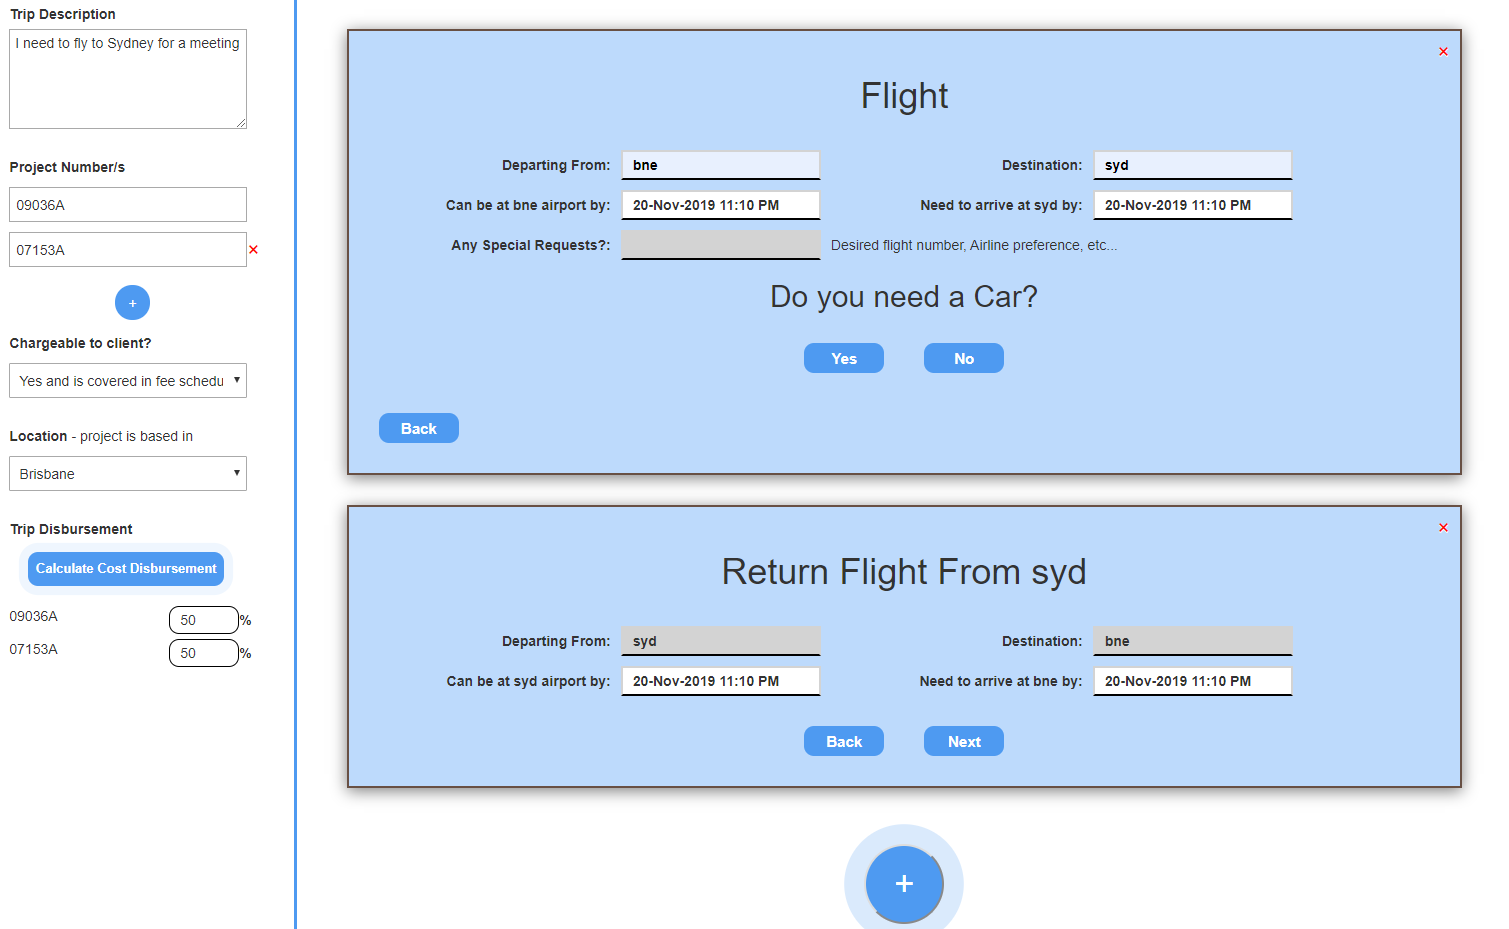 Trip Description
I need to fly to Sydney for a meeting
Project Number/s
09036A
07153A ×
+
Chargeable to client?
Yes and is covered in fee schedu
Location - project is based in
Brisbane
Trip Disbursement
Calculate Cost Disbursement
09036A 50 %
07153A 50 %
×
Flight
Departing From: bne Destination: syd
Can be at bne airport by: 20-Nov-2019 11:10 PM Need to arrive at syd by: 20-Nov-2019 11:10 PM
Any Special Requests?: Desired flight number, Airline preference, etc...
Do you need a Car?
Yes No
Back
×
Return Flight From syd
Departing From: syd Destination: bne
Can be at syd airport by: 20-Nov-2019 11:10 PM Need to arrive at bne by: 20-Nov-2019 11:10 PM
Back Next
+